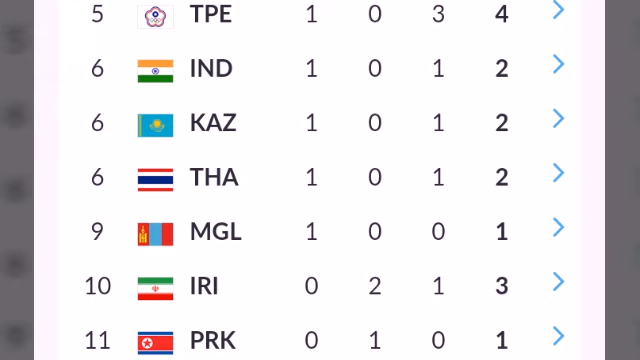 5 TPE 1 0 3 4
6 IND 1 0 1 2
6 KAZ 1 0 1 2
6 THA 1 0 1 2
9 MGL 1 0 0 1
10 IRI 0 2 1 3
11 PRK 0 1 0 1